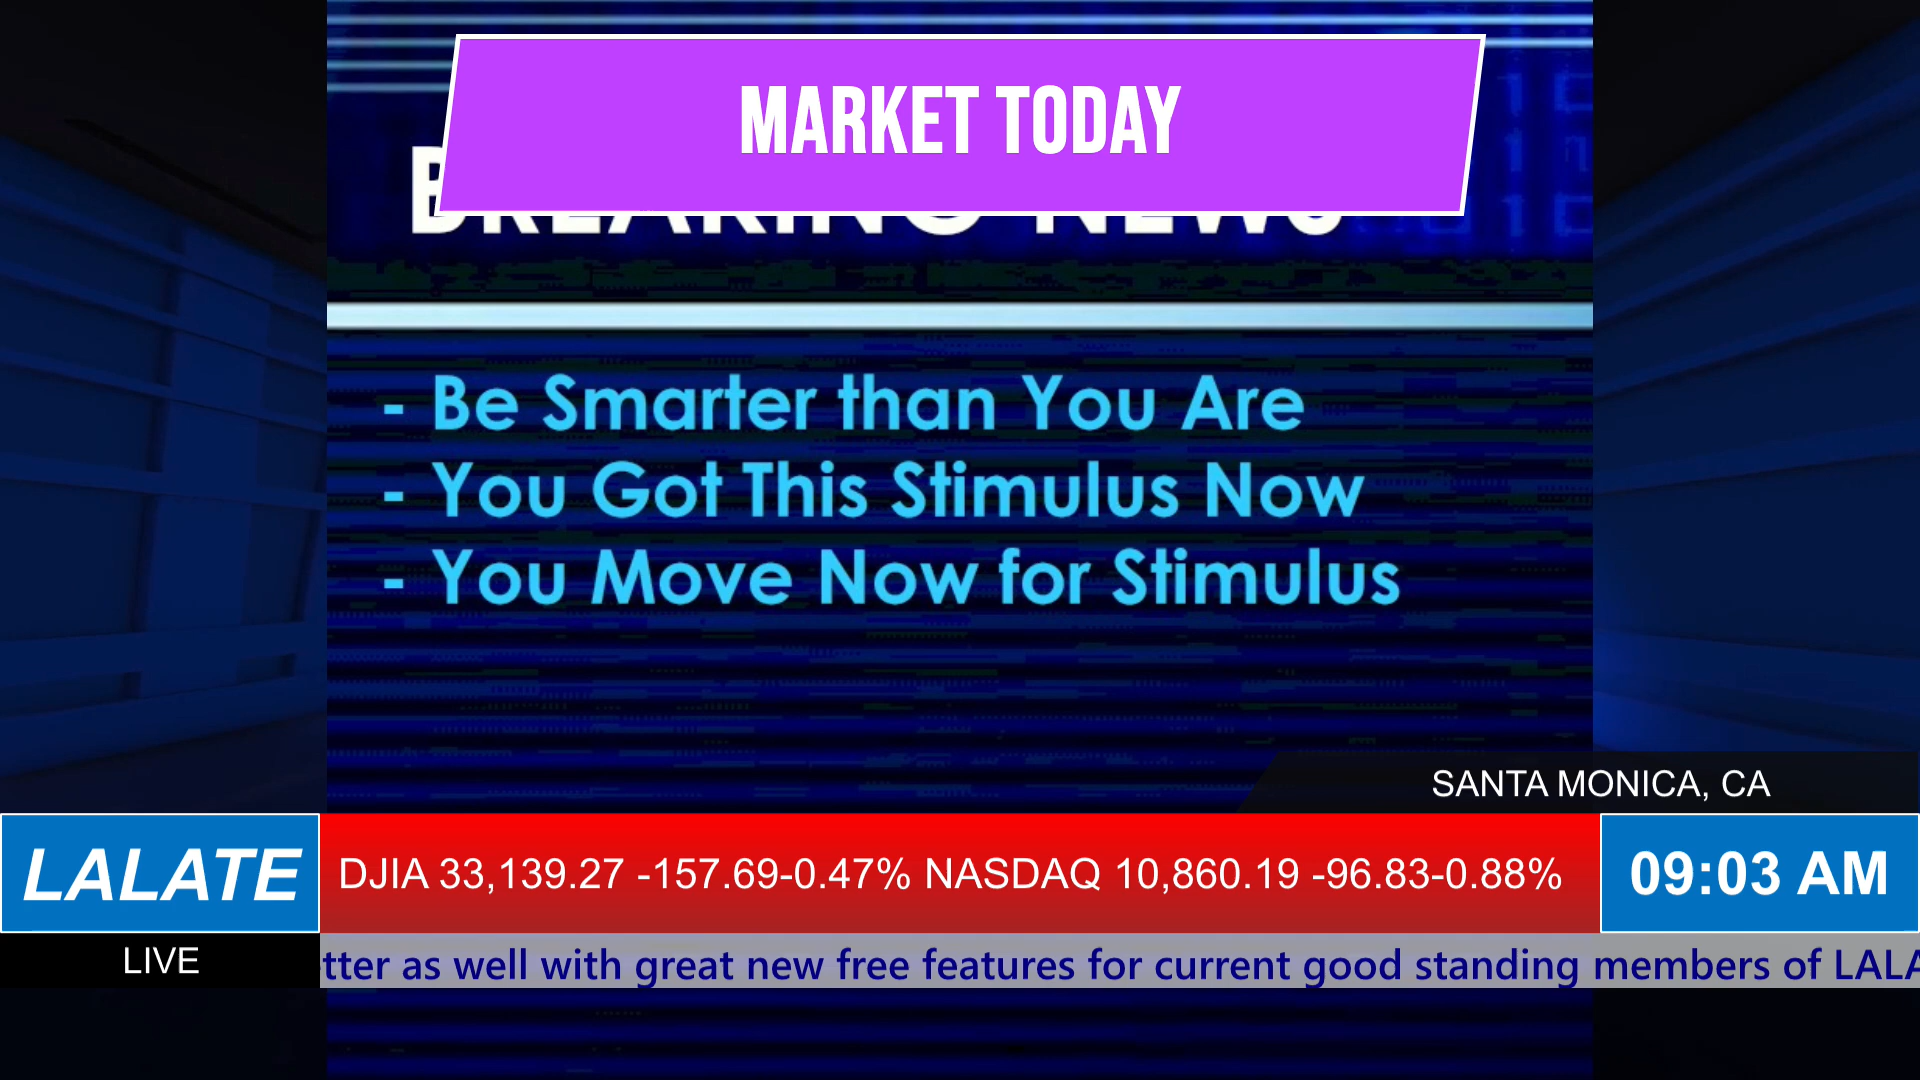 MARKET TODAY
BREAKING NEWS
- Be Smarter than You Are
- You Got This Stimulus Now
- You Move Now for Stimulus
SANTA MONICA, CA
LALATE
DJIA 33,139.27 -157.69-0.47% NASDAQ 10,860.19 -96.83-0.88%
09:03 AM
LIVE
tter as well with great new free features for current good standing members of LALA